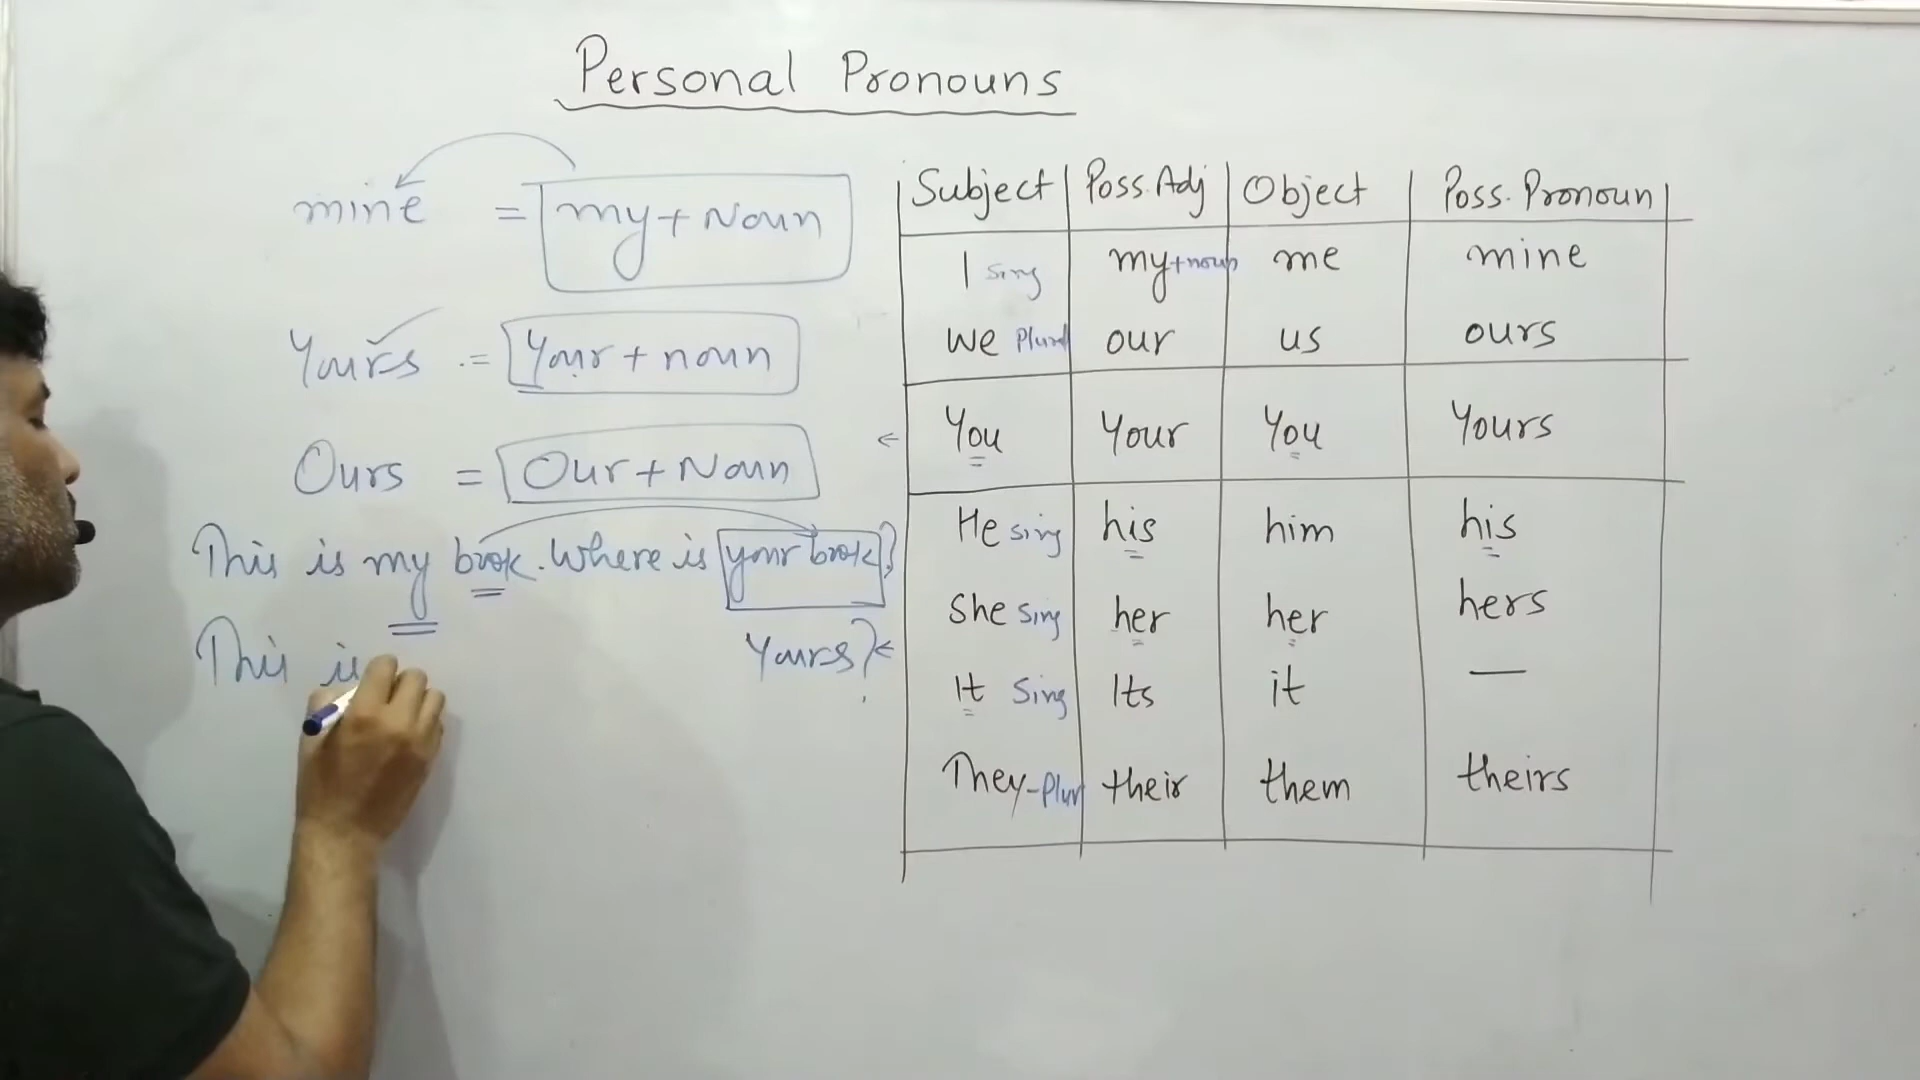 Personal Pronouns
mine = my + Noun
Yours = Your + noun
Ours = Our + Noun
This is my book. Where is your book?
Yours?
This is
Subject Poss. Adj Object Poss. Pronoun
I sing my + noun me mine
we Plural our us ours
You Your You Yours
He sing his him his
She Sing her her hers
It Sing Its it —
They - Plur their them theirs